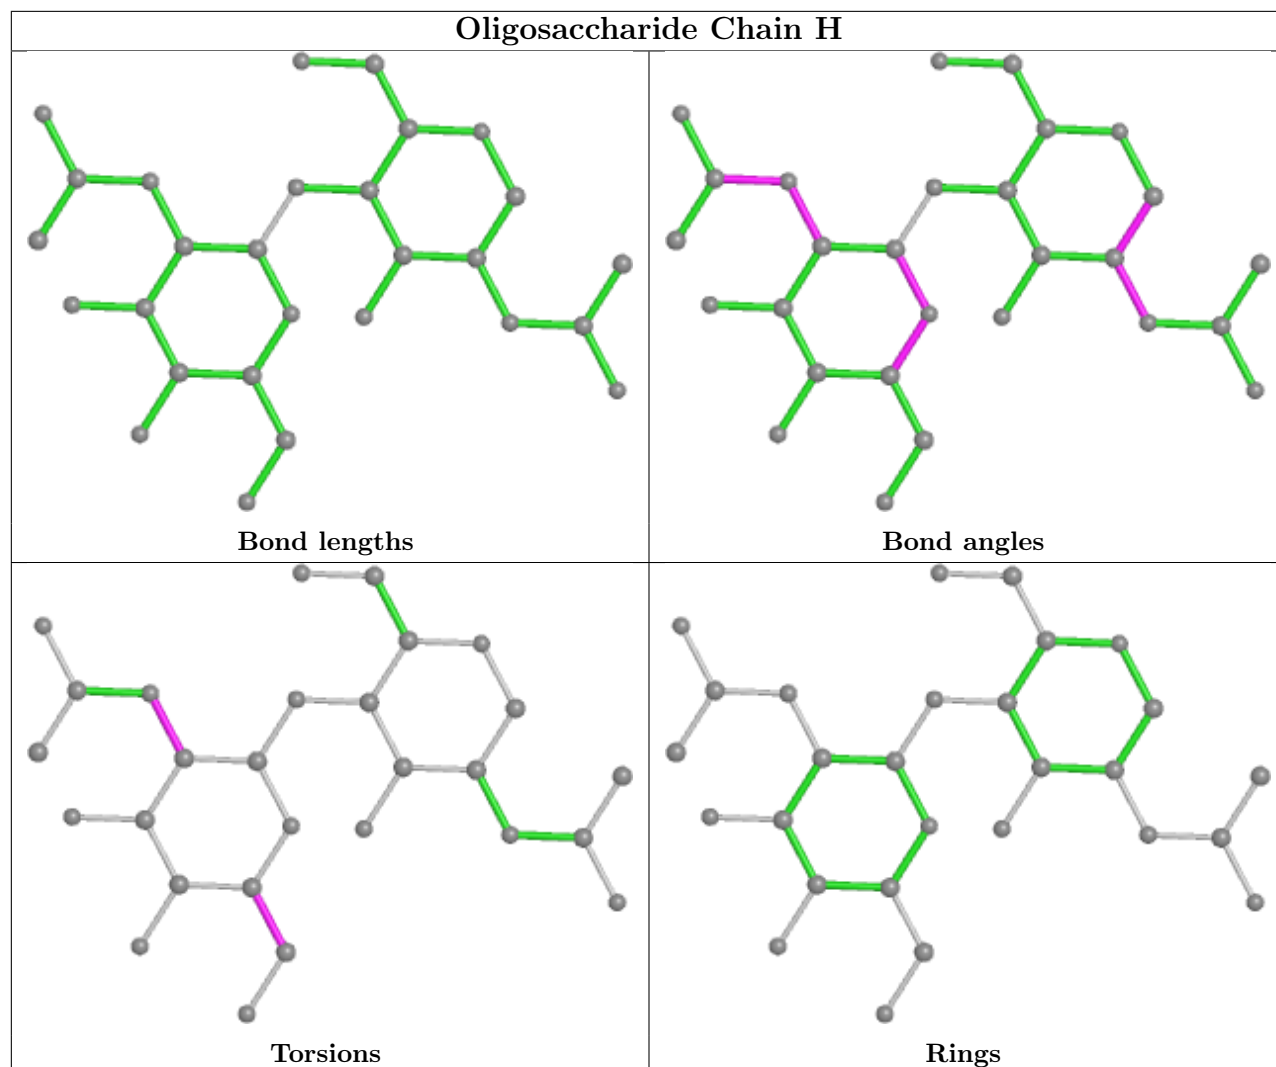 Oligosaccharide Chain H
Bond lengths
Bond angles
Torsions
Rings